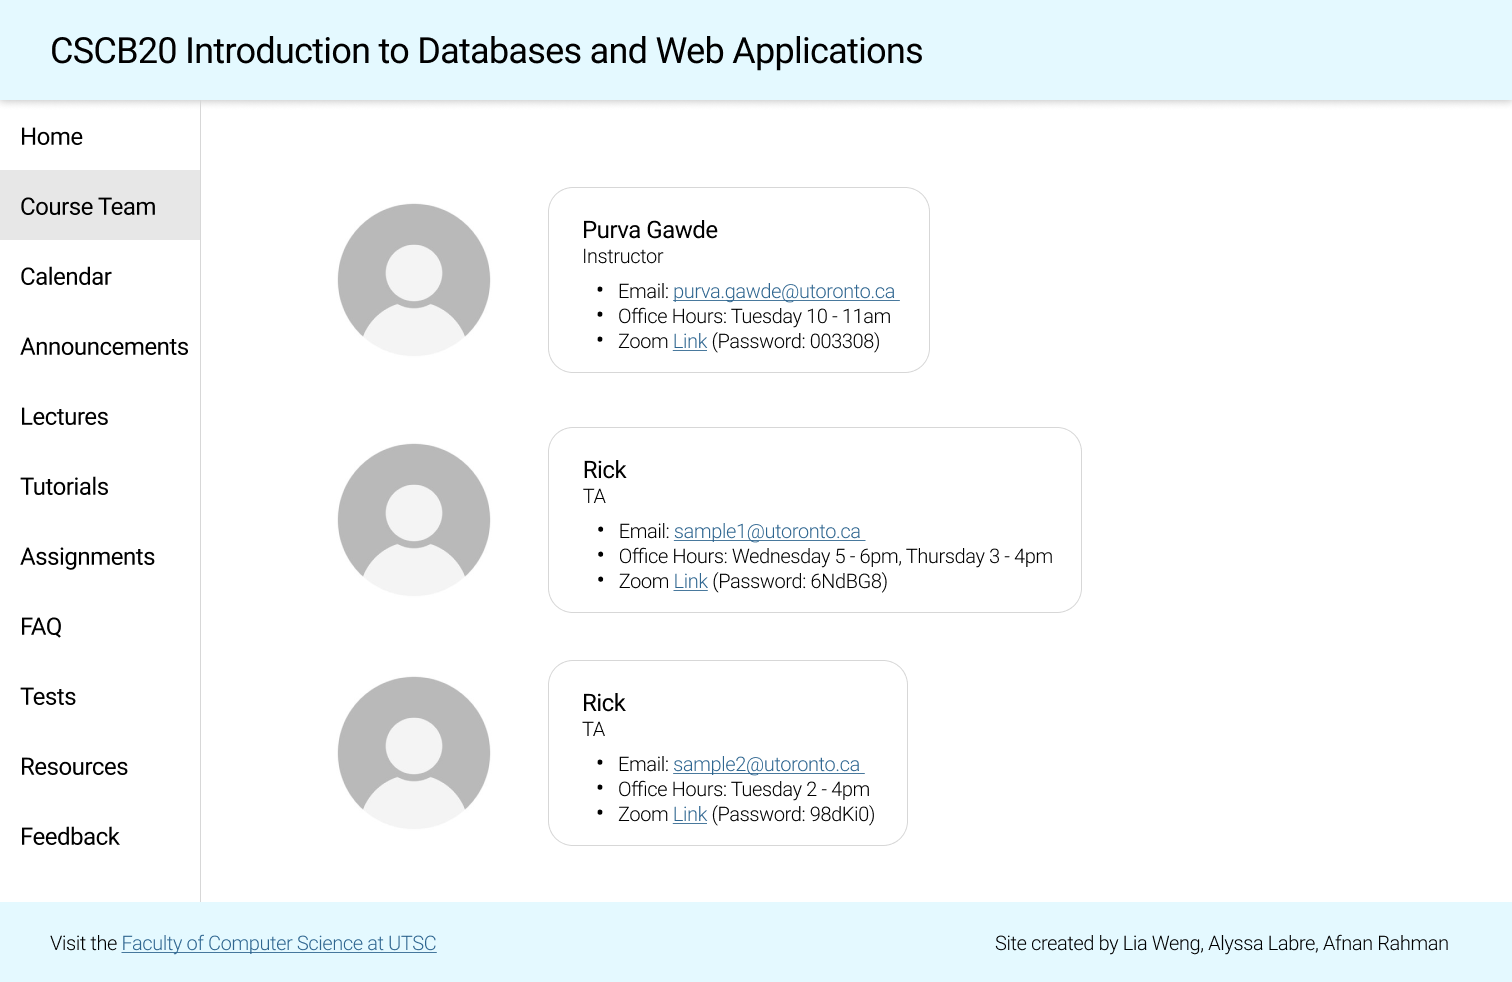 CSCB20 Introduction to Databases and Web Applications
Home
Course Team
Calendar
Announcements
Lectures
Tutorials
Assignments
FAQ
Tests
Resources
Feedback
Purva Gawde
Instructor
• Email: purva.gawde@utoronto.ca
• Office Hours: Tuesday 10 - 11am
• Zoom Link (Password: 003308)
Rick
TA
• Email: sample1@utoronto.ca
• Office Hours: Wednesday 5 - 6pm, Thursday 3 - 4pm
• Zoom Link (Password: 6NdBG8)
Rick
TA
• Email: sample2@utoronto.ca
• Office Hours: Tuesday 2 - 4pm
• Zoom Link (Password: 98dKi0)
Visit the Faculty of Computer Science at UTSC
Site created by Lia Weng, Alyssa Labre, Afnan Rahman